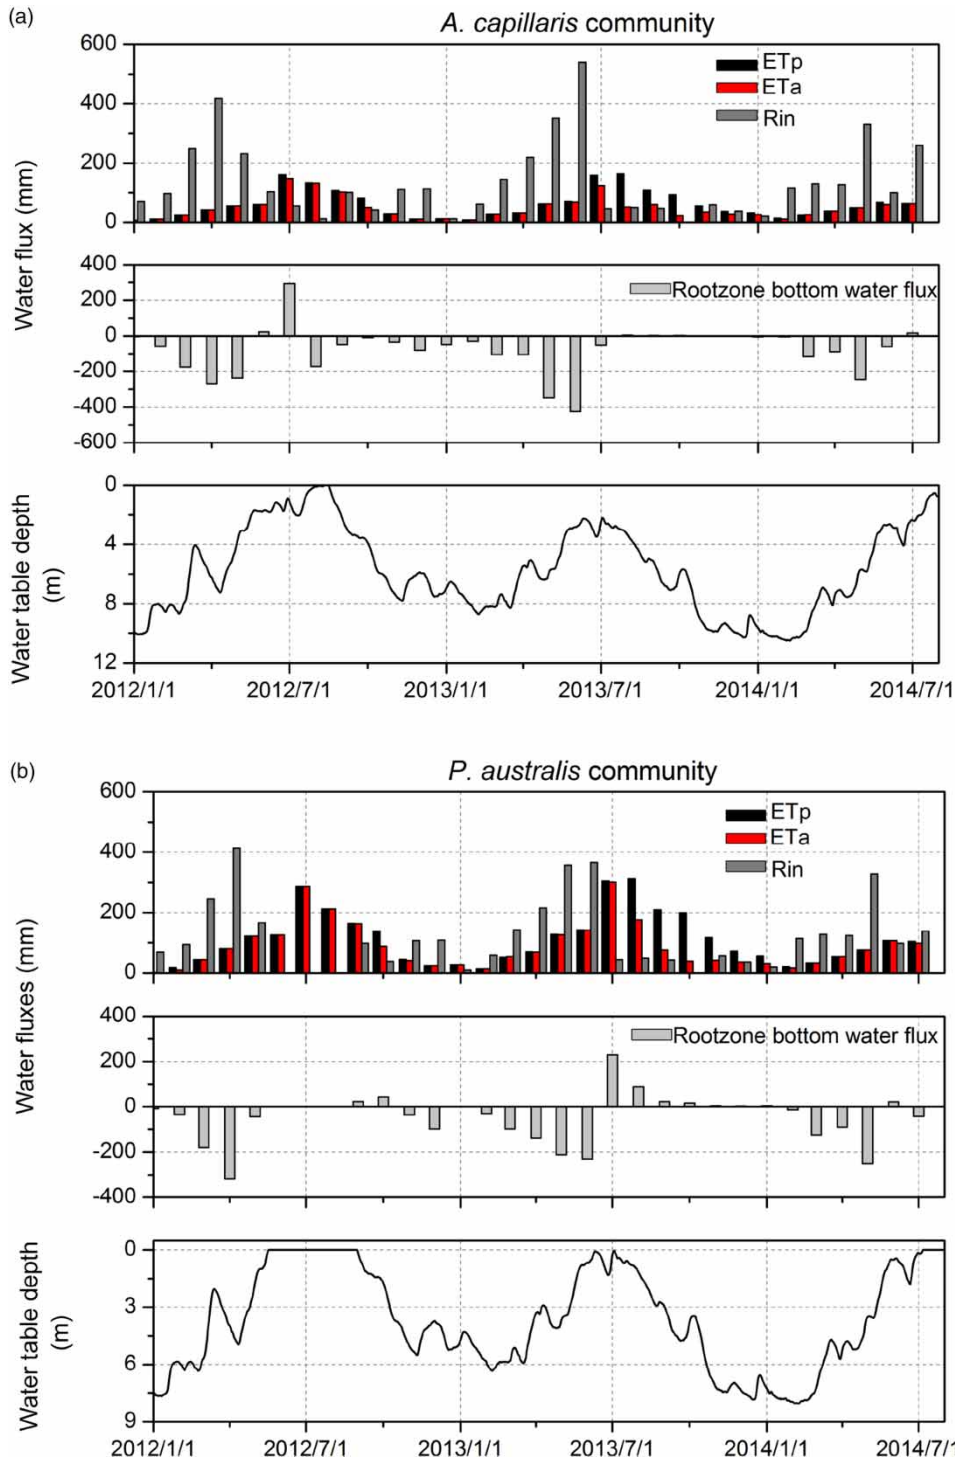 (a)
A. capillaris community
600
400
200
0
ETp
ETa
Rin
Water flux (mm)
400
200
0
-200
-400
-600
Rootzone bottom water flux
0
4
8
12
Water table depth
(m)
2012/1/1
2012/7/1
2013/1/1
2013/7/1
2014/1/1
2014/7/1
(b)
P. australis community
600
400
200
0
ETp
ETa
Rin
Water fluxes (mm)
400
200
0
-200
-400
Rootzone bottom water flux
0
3
6
9
Water table depth
(m)
2012/1/1
2012/7/1
2013/1/1
2013/7/1
2014/1/1
2014/7/1